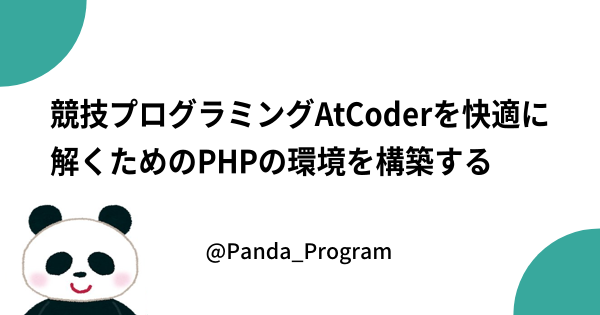 競技プログラミングAtCoderを快適に
解くためのPHPの環境を構築する
@Panda_Program